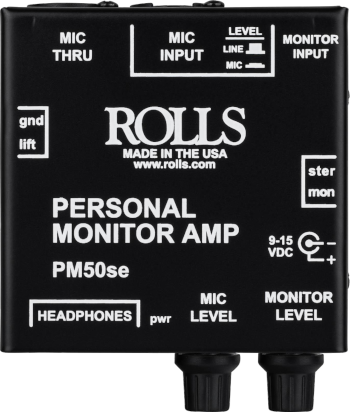 MIC THRU
MIC INPUT
LEVEL
LINE
MIC
MONITOR INPUT
gnd
lift
ROLLS
MADE IN THE USA
www.rolls.com
ster
mon
PERSONAL
MONITOR AMP
9-15
VDC
- +
PM50se
HEADPHONES
pwr
MIC
LEVEL
MONITOR
LEVEL